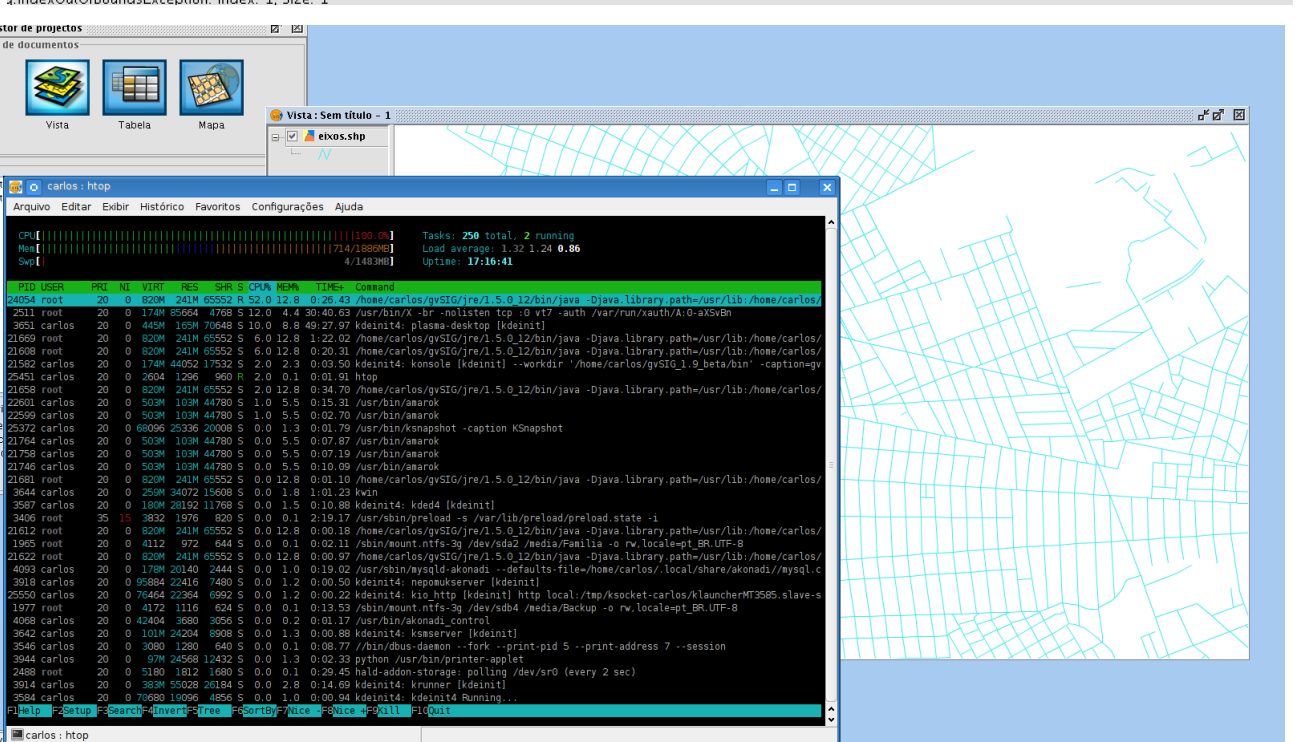 .IndexOutOfBoundsException: Index: 1, Size: 1
stor de projectos
de documentos
Vista Tabela Mapa
Vista : Sem título - 1
eixos.shp
carlos : htop
Arquivo Editar Exibir Histórico Favoritos Configurações Ajuda
CPU[ 100.0%] Tasks: 250 total, 2 running
Mem[ 714/1886MB] Load average: 1.32 1.24 0.86
Swp[ 4/1483MB] Uptime: 17:16:41
PID USER PRI NI VIRT RES SHR S CPU% MEM% TIME+ Command
24054 root 20 0 820M 241M 65552 R 52.0 12.8 0:26.43 /home/carlos/gvSIG/jre/1.5.0_12/bin/java -Djava.library.path=/usr/lib:/home/carlos/
2511 root 20 0 174M 85664 4768 S 12.0 4.4 30:40.63 /usr/bin/X -br -nolisten tcp :0 vt7 -auth /var/run/xauth/A:0-aXSvBn
3651 carlos 20 0 445M 165M 70648 S 10.0 8.8 49:27.97 kdeinit4: plasma-desktop [kdeinit]
21669 root 20 0 820M 241M 65552 S 6.0 12.8 1:22.02 /home/carlos/gvSIG/jre/1.5.0_12/bin/java -Djava.library.path=/usr/lib:/home/carlos/
21608 root 20 0 820M 241M 65552 S 6.0 12.8 0:20.31 /home/carlos/gvSIG/jre/1.5.0_12/bin/java -Djava.library.path=/usr/lib:/home/carlos/
21582 carlos 20 0 174M 44052 17532 S 2.0 2.3 0:03.50 kdeinit4: konsole [kdeinit] --workdir '/home/carlos/gvSIG_1.9_beta/bin' -caption=gv
25451 carlos 20 0 2604 1296 960 R 2.0 0.1 0:01.91 htop
21658 root 20 0 820M 241M 65552 S 2.0 12.8 0:34.70 /home/carlos/gvSIG/jre/1.5.0_12/bin/java -Djava.library.path=/usr/lib:/home/carlos/
22601 carlos 20 0 503M 103M 44780 S 1.0 5.5 0:15.31 /usr/bin/amarok
22599 carlos 20 0 503M 103M 44780 S 1.0 5.5 0:02.70 /usr/bin/amarok
25372 carlos 20 0 68096 25336 20008 S 0.0 1.3 0:01.79 /usr/bin/ksnapshot -caption KSnapshot
21764 carlos 20 0 503M 103M 44780 S 0.0 5.5 0:07.87 /usr/bin/amarok
21758 carlos 20 0 503M 103M 44780 S 0.0 5.5 0:07.19 /usr/bin/amarok
21746 carlos 20 0 503M 103M 44780 S 0.0 5.5 0:10.09 /usr/bin/amarok
21681 root 20 0 820M 241M 65552 S 0.0 12.8 0:01.10 /home/carlos/gvSIG/jre/1.5.0_12/bin/java -Djava.library.path=/usr/lib:/home/carlos/
3644 carlos 20 0 259M 34072 15608 S 0.0 1.8 1:01.23 kwin
3587 carlos 20 0 180M 28192 11768 S 0.0 1.5 0:10.88 kdeinit4: kded4 [kdeinit]
3406 root 35 15 3832 1976 820 S 0.0 0.1 2:19.17 /usr/sbin/preload -s /var/lib/preload/preload.state -i
21612 root 20 0 820M 241M 65552 S 0.0 12.8 0:00.18 /home/carlos/gvSIG/jre/1.5.0_12/bin/java -Djava.library.path=/usr/lib:/home/carlos/
1965 root 20 0 4112 972 644 S 0.0 0.1 0:02.11 /sbin/mount.ntfs-3g /dev/sda2 /media/Familia -o rw,locale=pt_BR.UTF-8
21622 root 20 0 820M 241M 65552 S 0.0 12.8 0:00.97 /home/carlos/gvSIG/jre/1.5.0_12/bin/java -Djava.library.path=/usr/lib:/home/carlos/
4093 carlos 20 0 178M 20140 2444 S 0.0 1.0 0:19.02 /usr/sbin/mysqld-akonadi --defaults-file=/home/carlos/.local/share/akonadi//mysql.c
3918 carlos 20 0 95884 22416 7480 S 0.0 1.2 0:00.50 kdeinit4: nepomukserver [kdeinit]
25550 carlos 20 0 76464 22364 6992 S 0.0 1.2 0:00.22 kdeinit4: kio_http [kdeinit] http local:/tmp/ksocket-carlos/klauncherMT3585.slave-s
1977 root 20 0 4172 1116 624 S 0.0 0.1 0:13.53 /sbin/mount.ntfs-3g /dev/sdb4 /media/Backup -o rw,locale=pt_BR.UTF-8
4068 carlos 20 0 42404 3680 3056 S 0.0 0.2 0:01.17 /usr/bin/akonadi_control
3642 carlos 20 0 101M 24204 8908 S 0.0 1.3 0:00.88 kdeinit4: ksmserver [kdeinit]
3546 carlos 20 0 3080 1280 640 S 0.0 0.1 0:08.77 //bin/dbus-daemon --fork --print-pid 5 --print-address 7 --session
3944 carlos 20 0 97M 24568 12432 S 0.0 1.3 0:02.33 python /usr/bin/printer-applet
2488 root 20 0 5180 1812 1680 S 0.0 0.1 0:29.45 hald-addon-storage: polling /dev/sr0 (every 2 sec)
3914 carlos 20 0 383M 55028 26184 S 0.0 2.8 0:14.69 kdeinit4: krunner [kdeinit]
3584 carlos 20 0 70680 19096 4856 S 0.0 1.0 0:00.94 kdeinit4: kdeinit4 Running...
F1Help F2Setup F3SearchF4InvertF5Tree F6SortByF7Nice -F8Nice +F9Kill F10Quit
carlos : htop